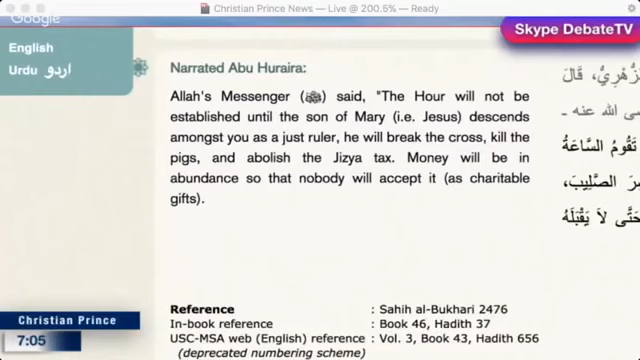 Christian Prince News — Live @ 200.5% — Ready
Google
Skype DebateTV
English
Urdu اردو
Narrated Abu Huraira:
Allah's Messenger (ﷺ) said, "The Hour will not be
established until the son of Mary (i.e. Jesus) descends
amongst you as a just ruler, he will break the cross, kill the
pigs, and abolish the Jizya tax. Money will be in
abundance so that nobody will accept it (as charitable
gifts).
زُّهْرِيُّ، قَالَ
ى الله عنه ـ
تَقُومُ السَّاعَةُ
الصَّلِيبَ،
حَتَّى لاَ يَقْبَلَهُ
Reference : Sahih al-Bukhari 2476
In-book reference : Book 46, Hadith 37
USC-MSA web (English) reference : Vol. 3, Book 43, Hadith 656
(deprecated numbering scheme)
Christian Prince
7:05